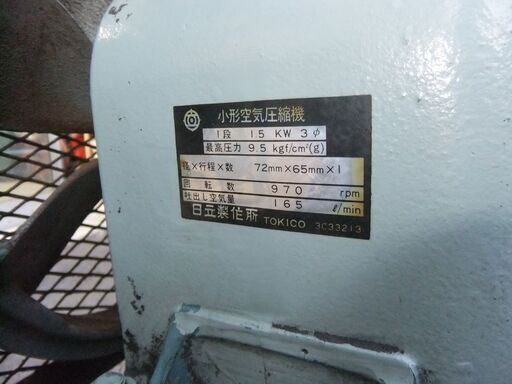 小形空気圧縮機
1段 1.5 KW 3φ
最高圧力 9.5 kgf/cm²(g)
径×行程×数 72mm×65mm×1
回転数 970 rpm
吐出し空気量 165 ℓ/min
日立製作所 TOKICO 3C33213